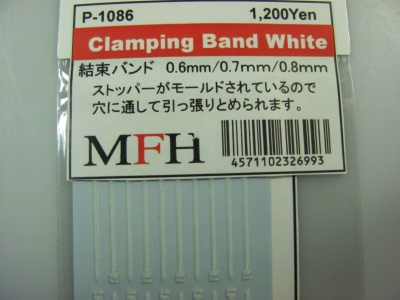 P-1086 1,200Yen
Clamping Band White
結束バンド 0.6mm/0.7mm/0.8mm
ストッパーがモールドされているので
穴に通して引っ張りとめられます。
MFH
4571102326993